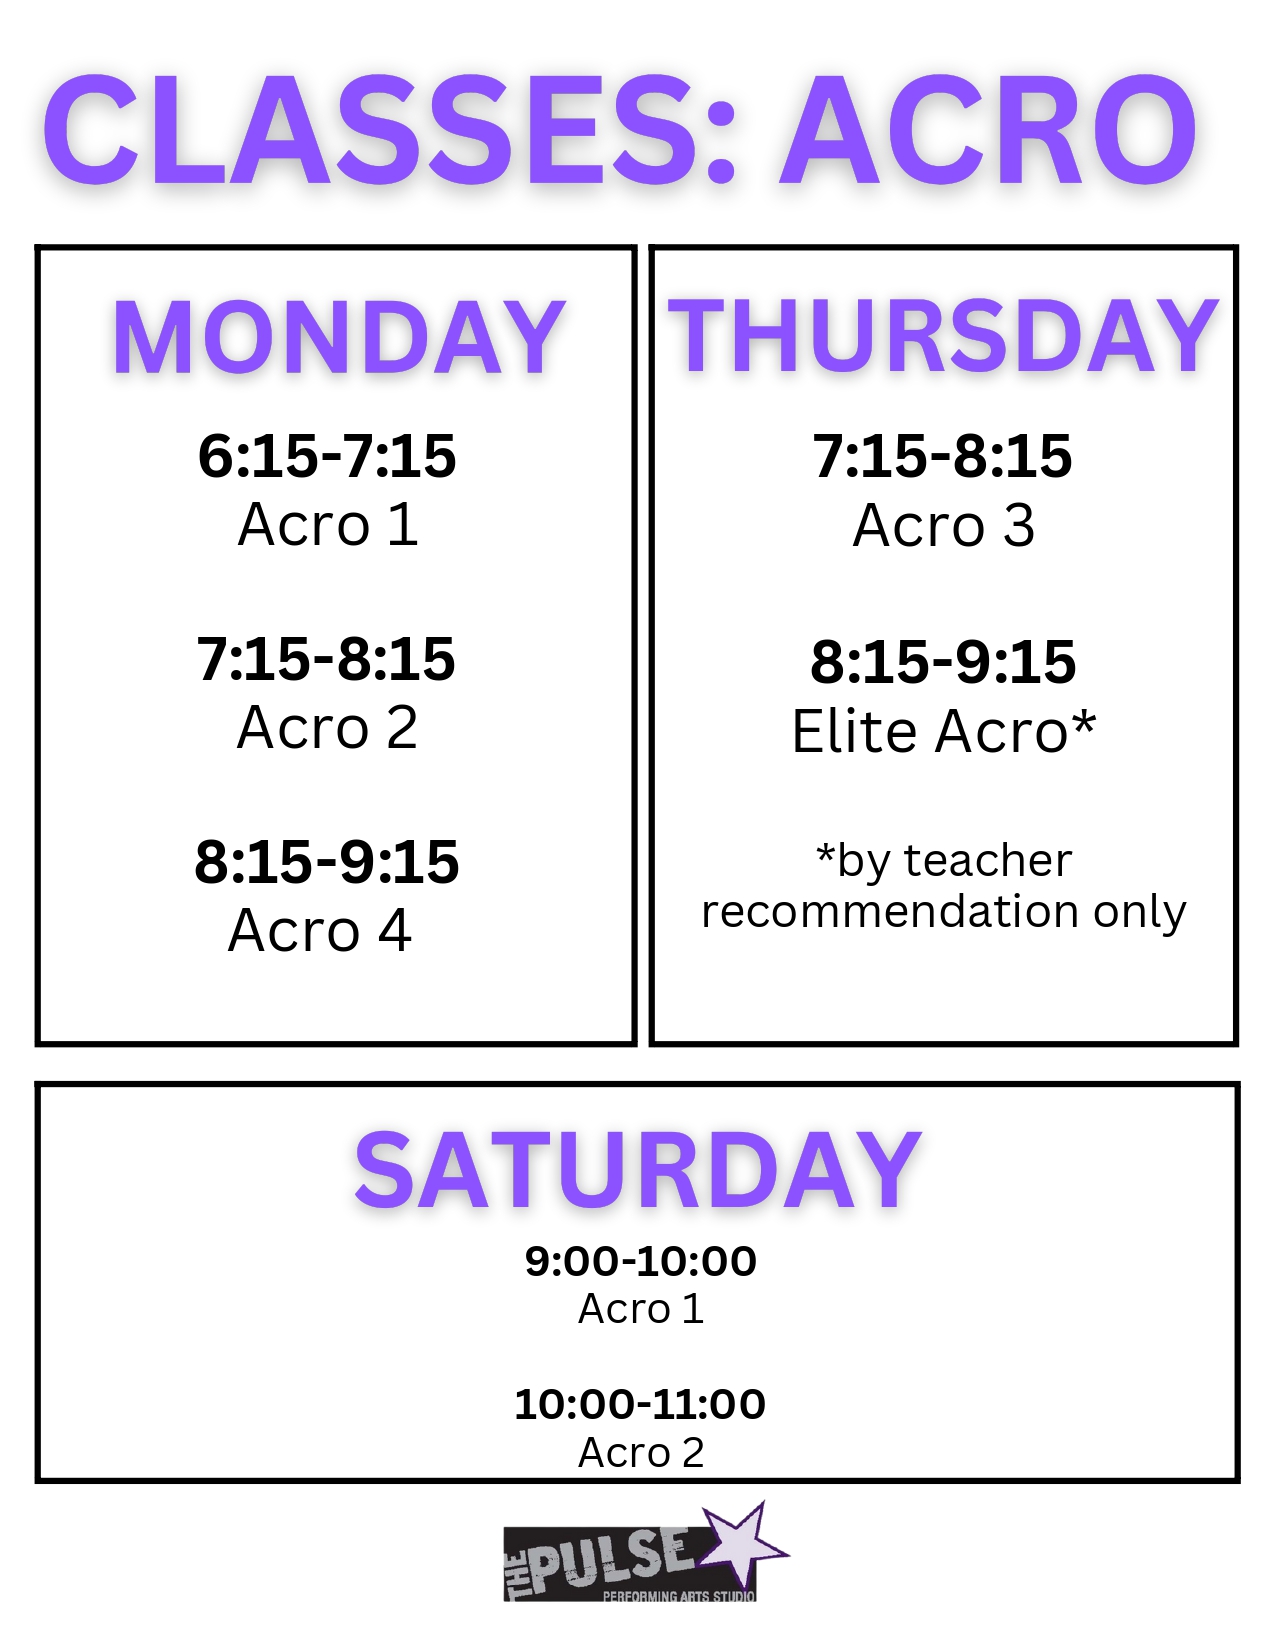 CLASSES: ACRO
MONDAY
6:15-7:15
Acro 1
7:15-8:15
Acro 2
8:15-9:15
Acro 4
THURSDAY
7:15-8:15
Acro 3
8:15-9:15
Elite Acro*
*by teacher
recommendation only
SATURDAY
9:00-10:00
Acro 1
10:00-11:00
Acro 2
THE PULSE
PERFORMING ARTS STUDIO